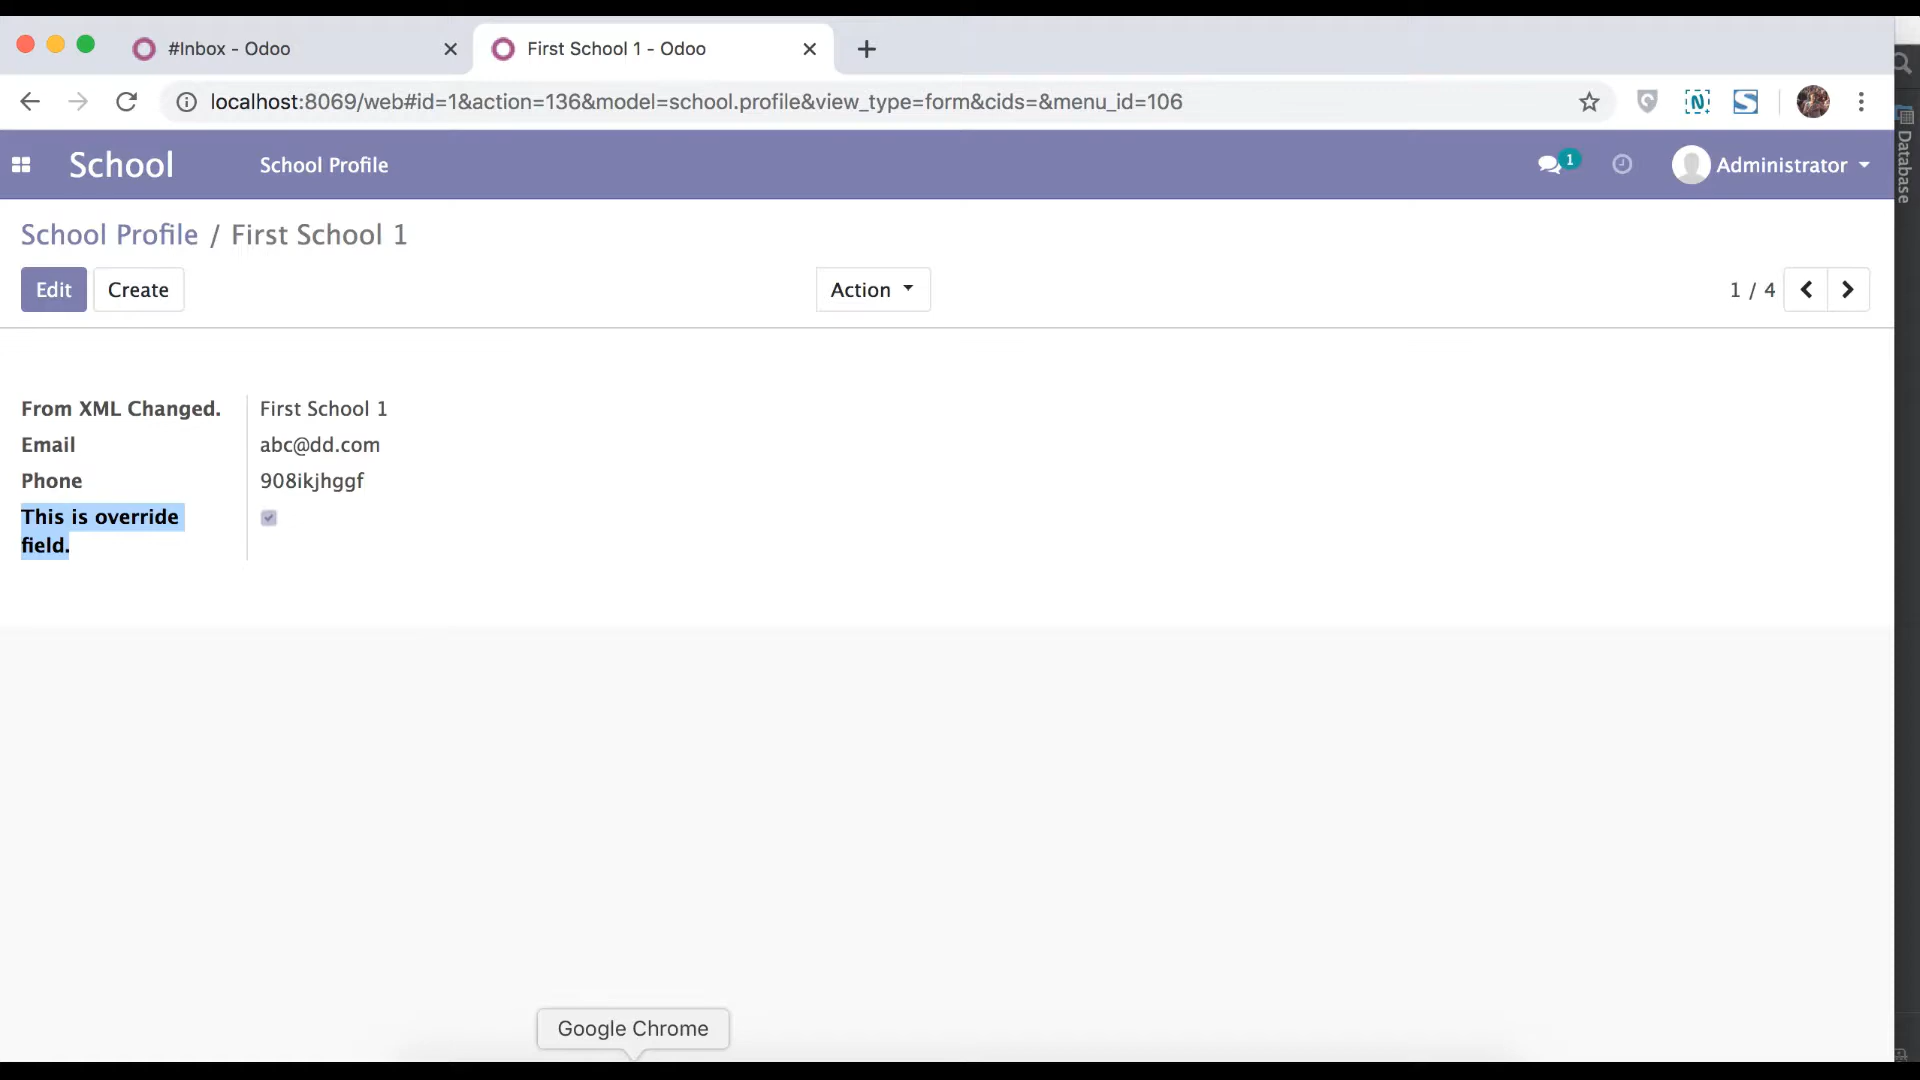 #Inbox - Odoo
First School 1 - Odoo
localhost:8069/web#id=1&action=136&model=school.profile&view_type=form&cids=&menu_id=106
Database
School
School Profile
1
Administrator
School Profile / First School 1
Edit
Create
Action
1 / 4
From XML Changed.
First School 1
Email
abc@dd.com
Phone
908ikjhggf
This is override
field.
Google Chrome